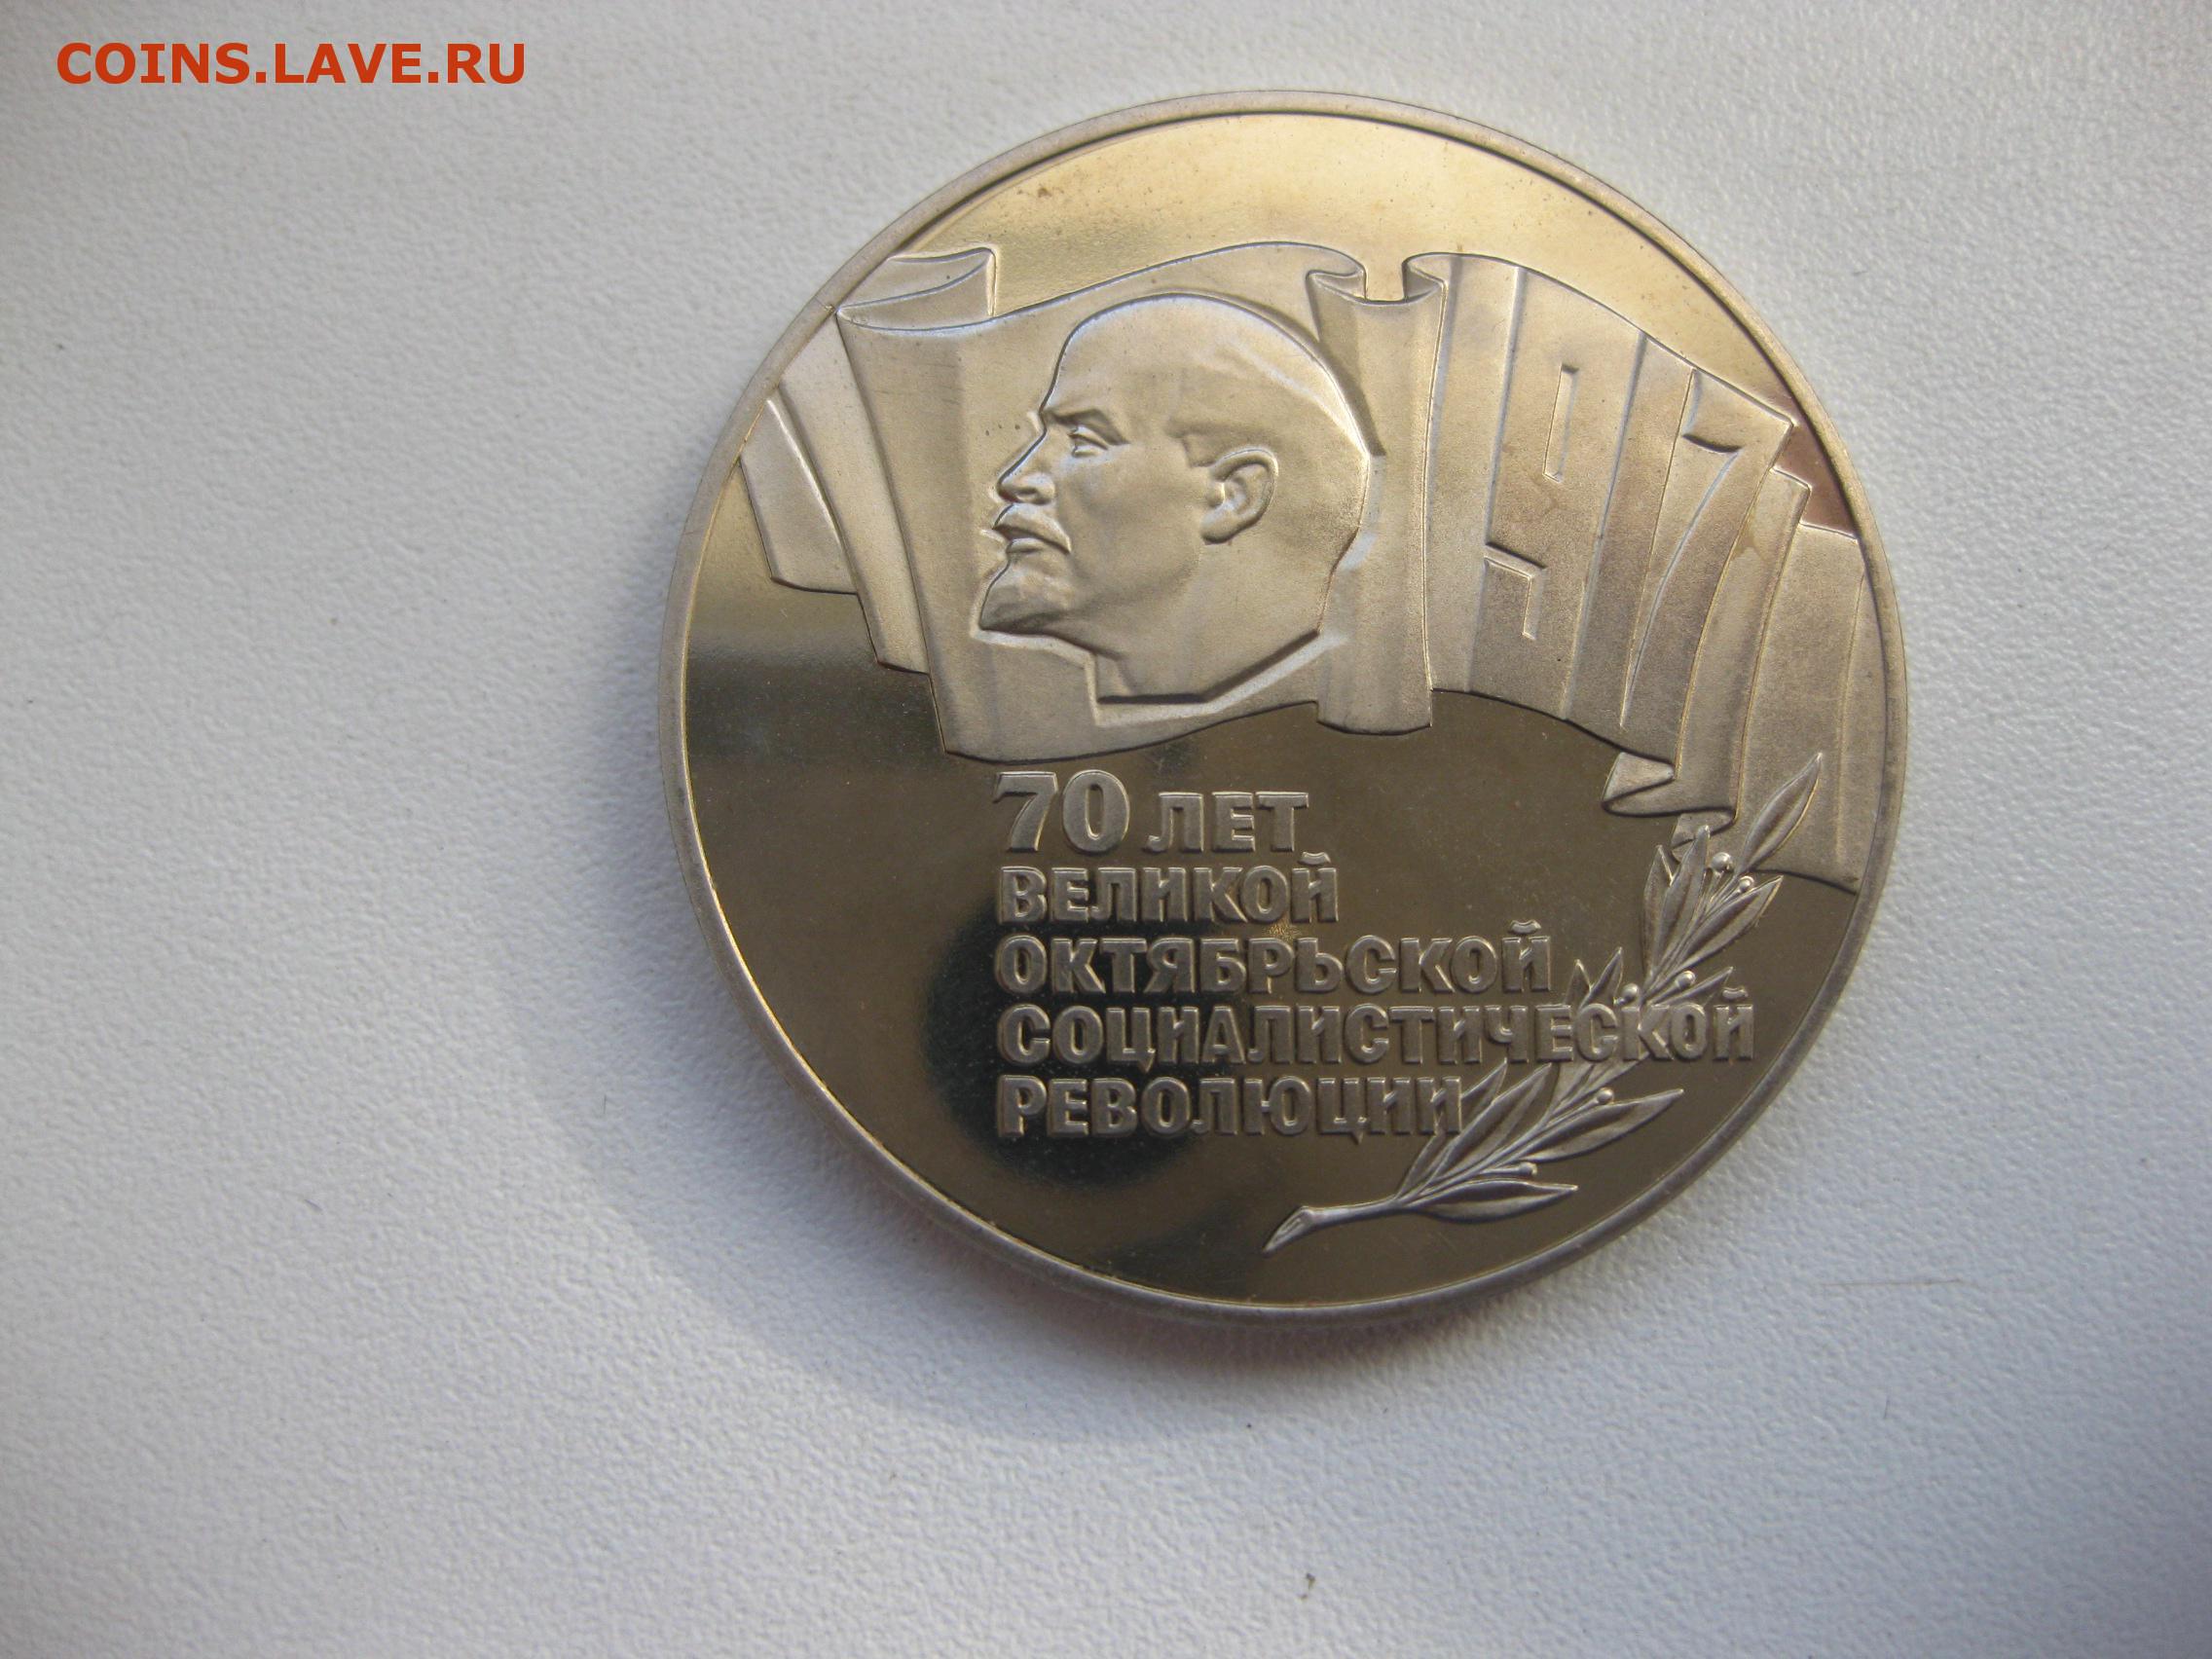 COINS.LAVE.RU
1917
70 ЛЕТ
ВЕЛИКОЙ
ОКТЯБРЬСКОЙ
СОЦИАЛИСТИЧЕСКОЙ
РЕВОЛЮЦИИ